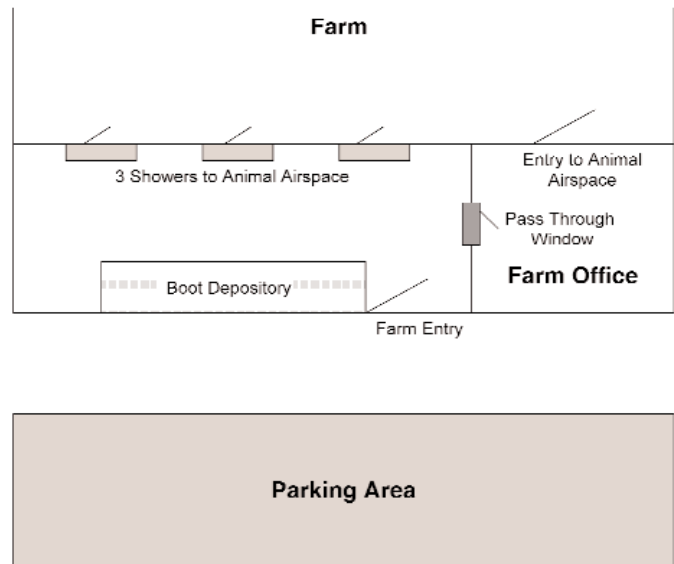 Farm
3 Showers to Animal Airspace
Entry to Animal
Airspace
Pass Through
Window
Farm Office
Boot Depository
Farm Entry
Parking Area